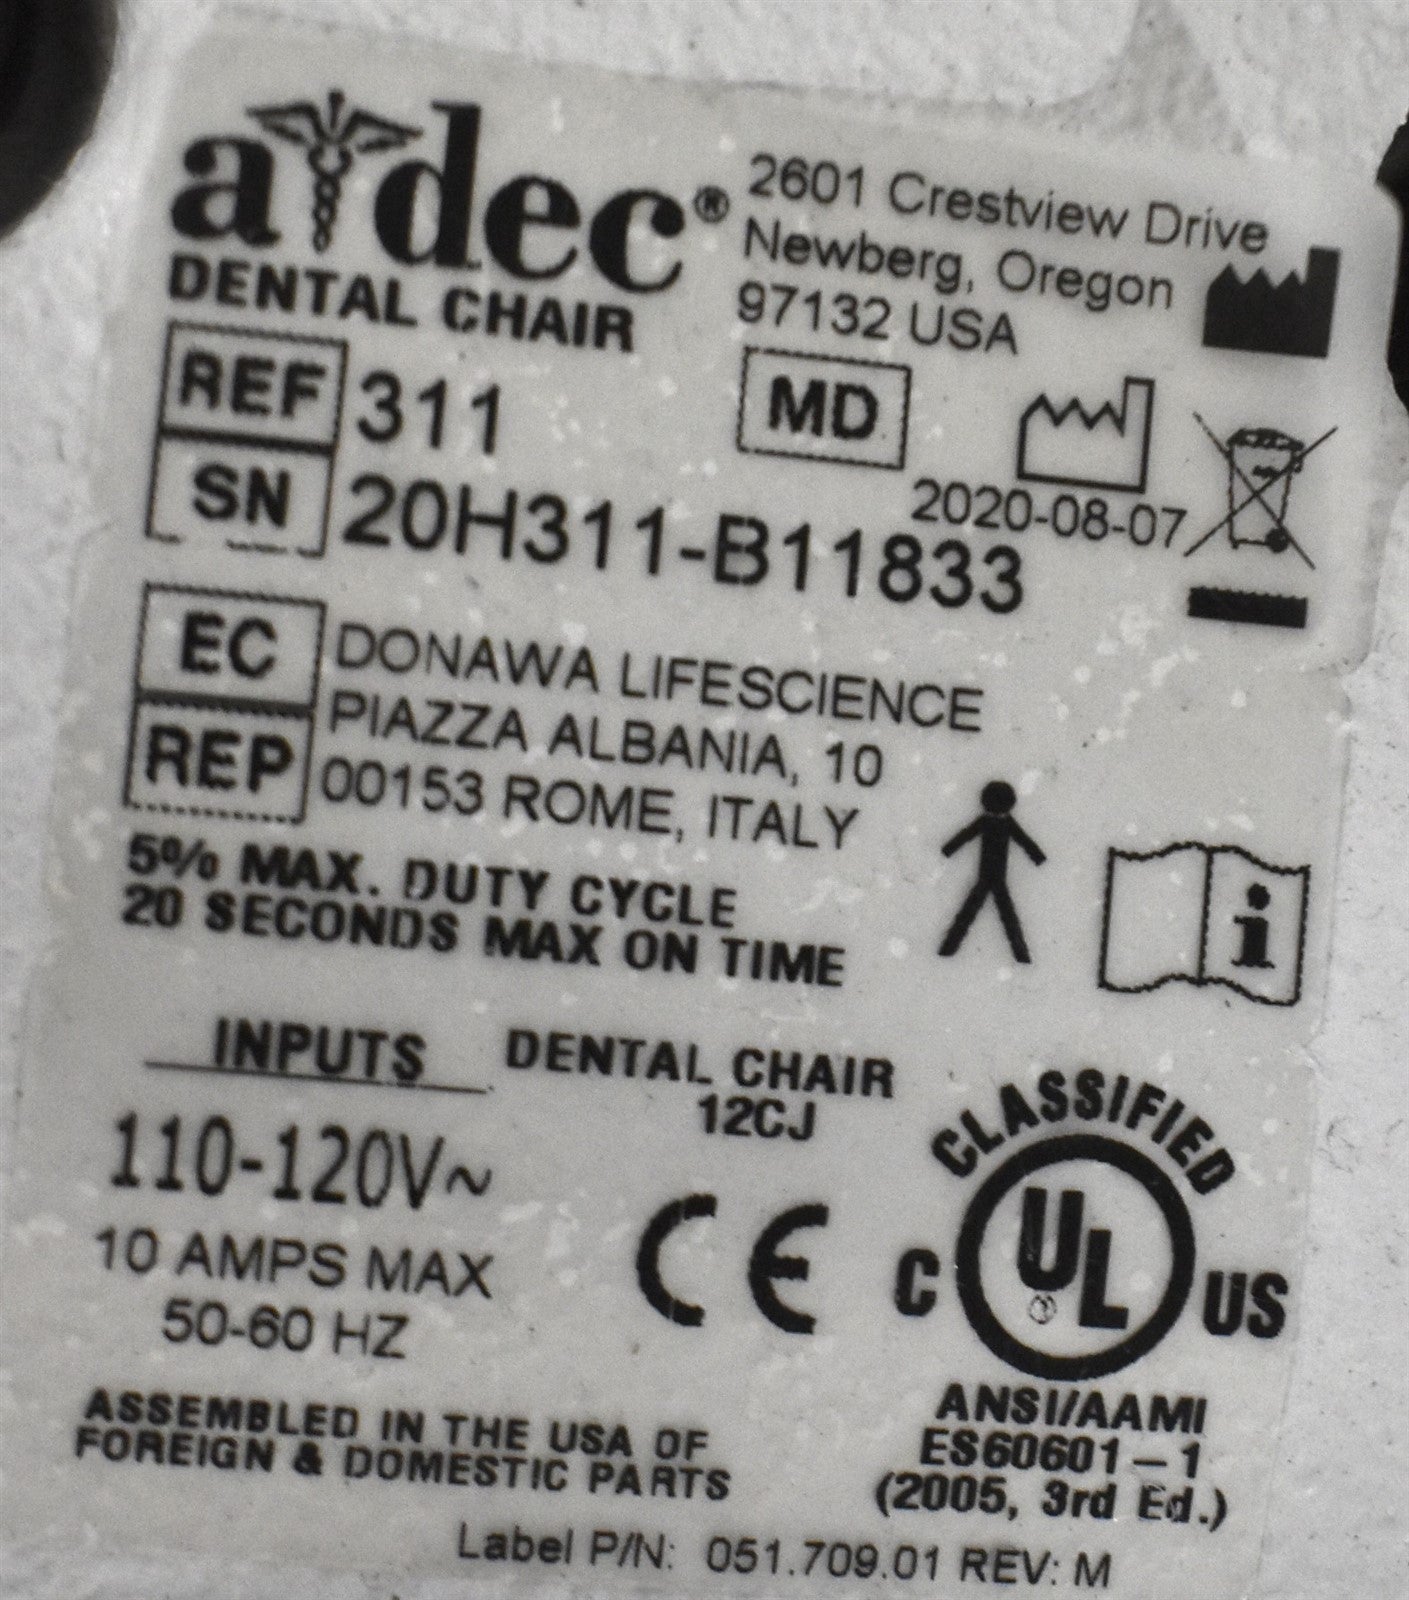 a-dec®
DENTAL CHAIR
2601 Crestview Drive
Newberg, Oregon
97132 USA
REF 311
MD
2020-08-07
SN 20H311-B11833
EC REP
DONAWA LIFESCIENCE
PIAZZA ALBANIA, 10
00153 ROME, ITALY
5% MAX. DUTY CYCLE
20 SECONDS MAX ON TIME
i
INPUTS
DENTAL CHAIR
12CJ
110-120V~
10 AMPS MAX
50-60 HZ
CE
CLASSIFIED
C UL US
ANSI/AAMI
ES60601-1
(2005, 3rd Ed.)
ASSEMBLED IN THE USA OF
FOREIGN & DOMESTIC PARTS
Label P/N: 051.709.01 REV: M